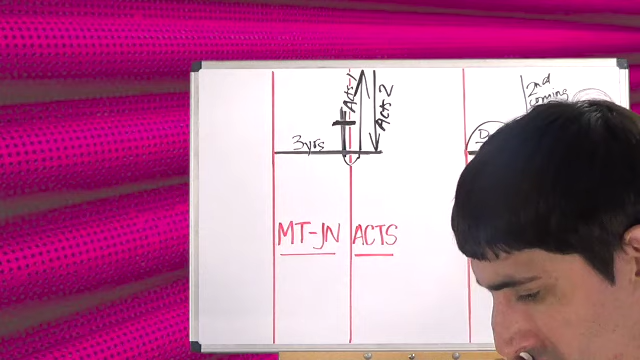 Acts-1
Acts 2
2nd
coming
3yrs
D
MT-JN
ACTS